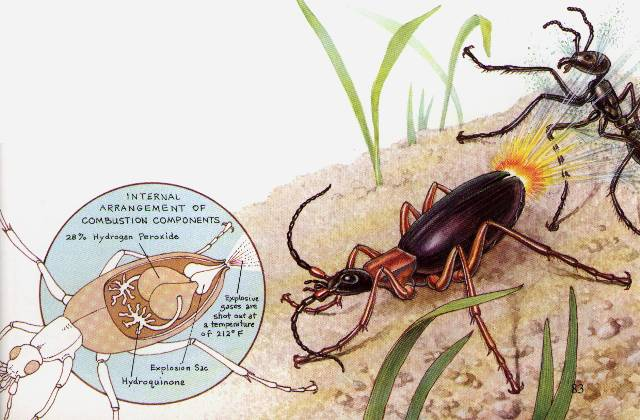 INTERNAL
ARRANGEMENT OF
COMBUSTION COMPONENTS
28% Hydrogen Peroxide
Explosive
gases are
shot out at
a temperature
of 212° F
Explosion Sac
Hydroquinone
83